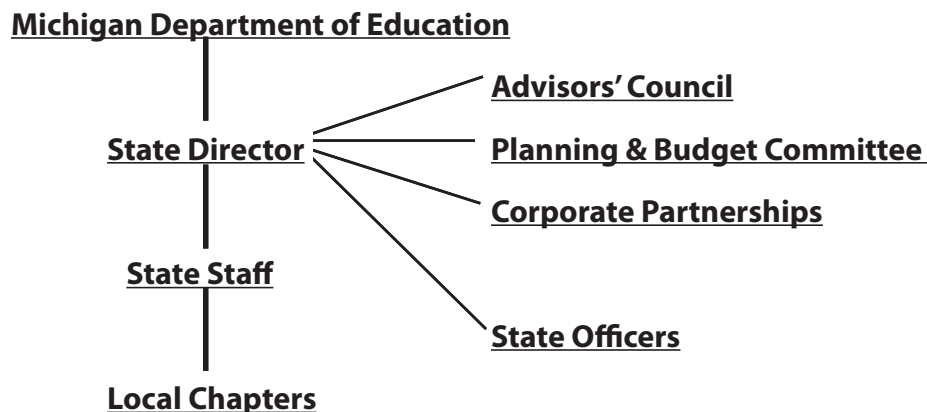 Michigan Department of Education
Advisors’ Council
State Director
Planning & Budget Committee
Corporate Partnerships
State Staff
State Officers
Local Chapters